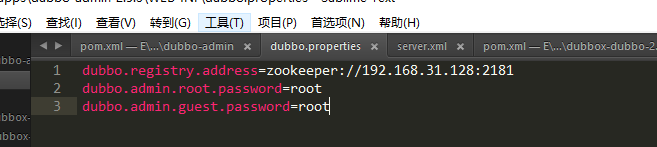 选择(S) 查找(I) 查看(V) 转到(G) 工具(T) 项目(P) 首选项(N) 帮助(H)
pom.xml — E\...\dubbo-admin × dubbo.properties × server.xml × pom.xml — E\...\dubbox-dubbo-2.
1 dubbo.registry.address=zookeeper://192.168.31.128:2181
2 dubbo.admin.root.password=root
3 dubbo.admin.guest.password=root